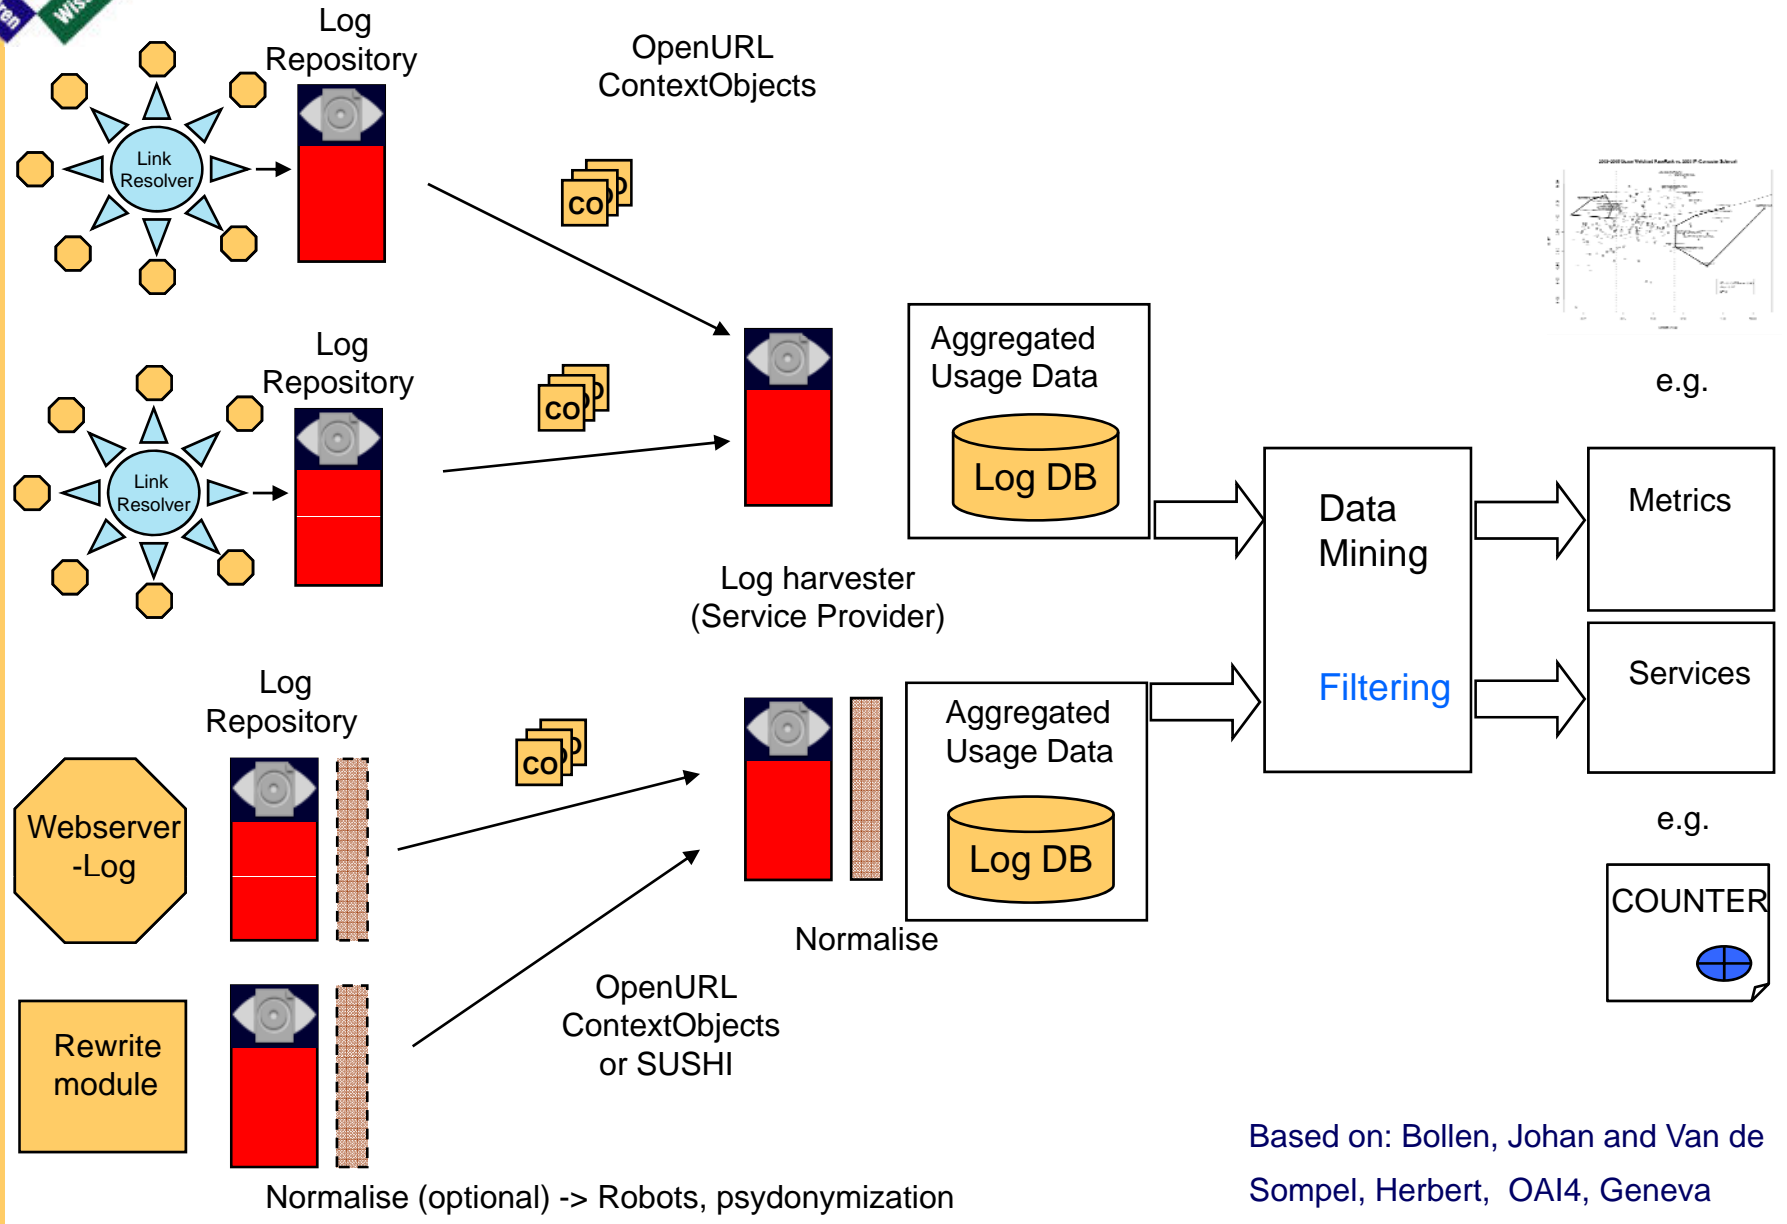 Log
Repository
OpenURL
ContextObjects
Link
Resolver
CO
Log
Repository
Link
Resolver
CO
Aggregated
Usage Data
Log DB
e.g.
Data
Mining
Filtering
Metrics
Services
Log harvester
(Service Provider)
Log
Repository
CO
Webserver
-Log
Aggregated
Usage Data
Log DB
Normalise
e.g.
COUNTER
OpenURL
ContextObjects
or SUSHI
Rewrite
module
Normalise (optional) -> Robots, psydonymization
Based on: Bollen, Johan and Van de
Sompel, Herbert, OAI4, Geneva